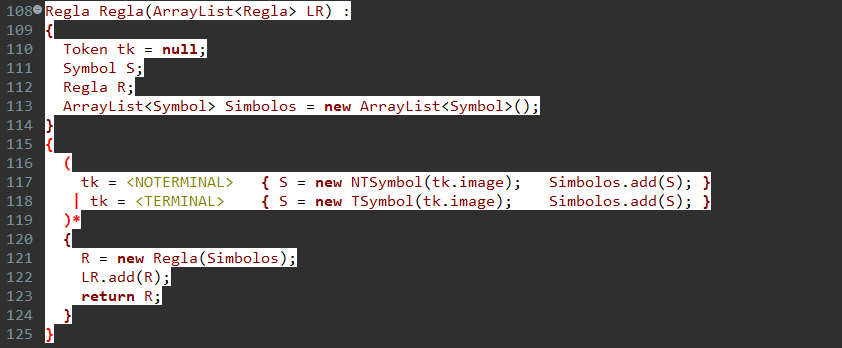 108 Regla Regla(ArrayList<Regla> LR) :
109 {
110   Token tk = null;
111   Symbol S;
112   Regla R;
113   ArrayList<Symbol> Simbolos = new ArrayList<Symbol>();
114 }
115 {
116   (
117     tk = <NOTERMINAL>   { S = new NTSymbol(tk.image);   Simbolos.add(S); }
118    | tk = <TERMINAL>    { S = new TSymbol(tk.image);    Simbolos.add(S); }
119   )*
120   {
121     R = new Regla(Simbolos);
122     LR.add(R);
123     return R;
124   }
125 }